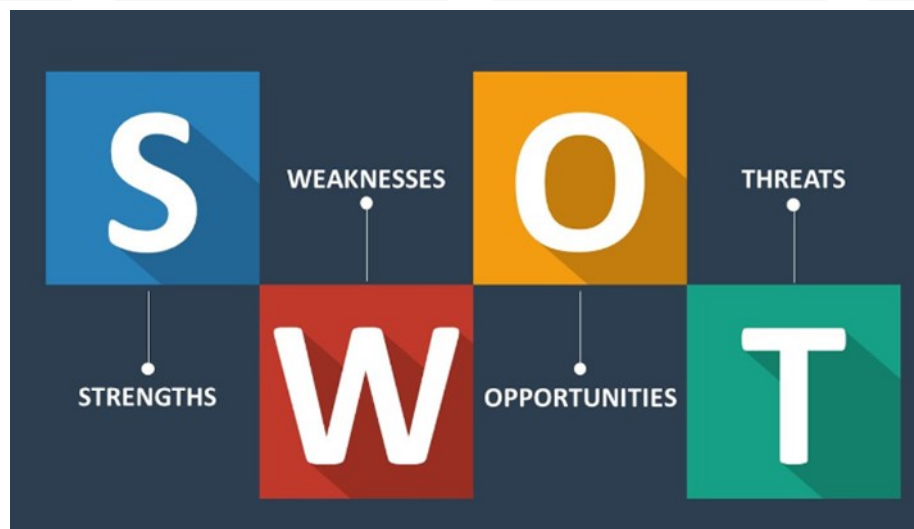 S
STRENGTHS
WEAKNESSES
W
O
OPPORTUNITIES
THREATS
T